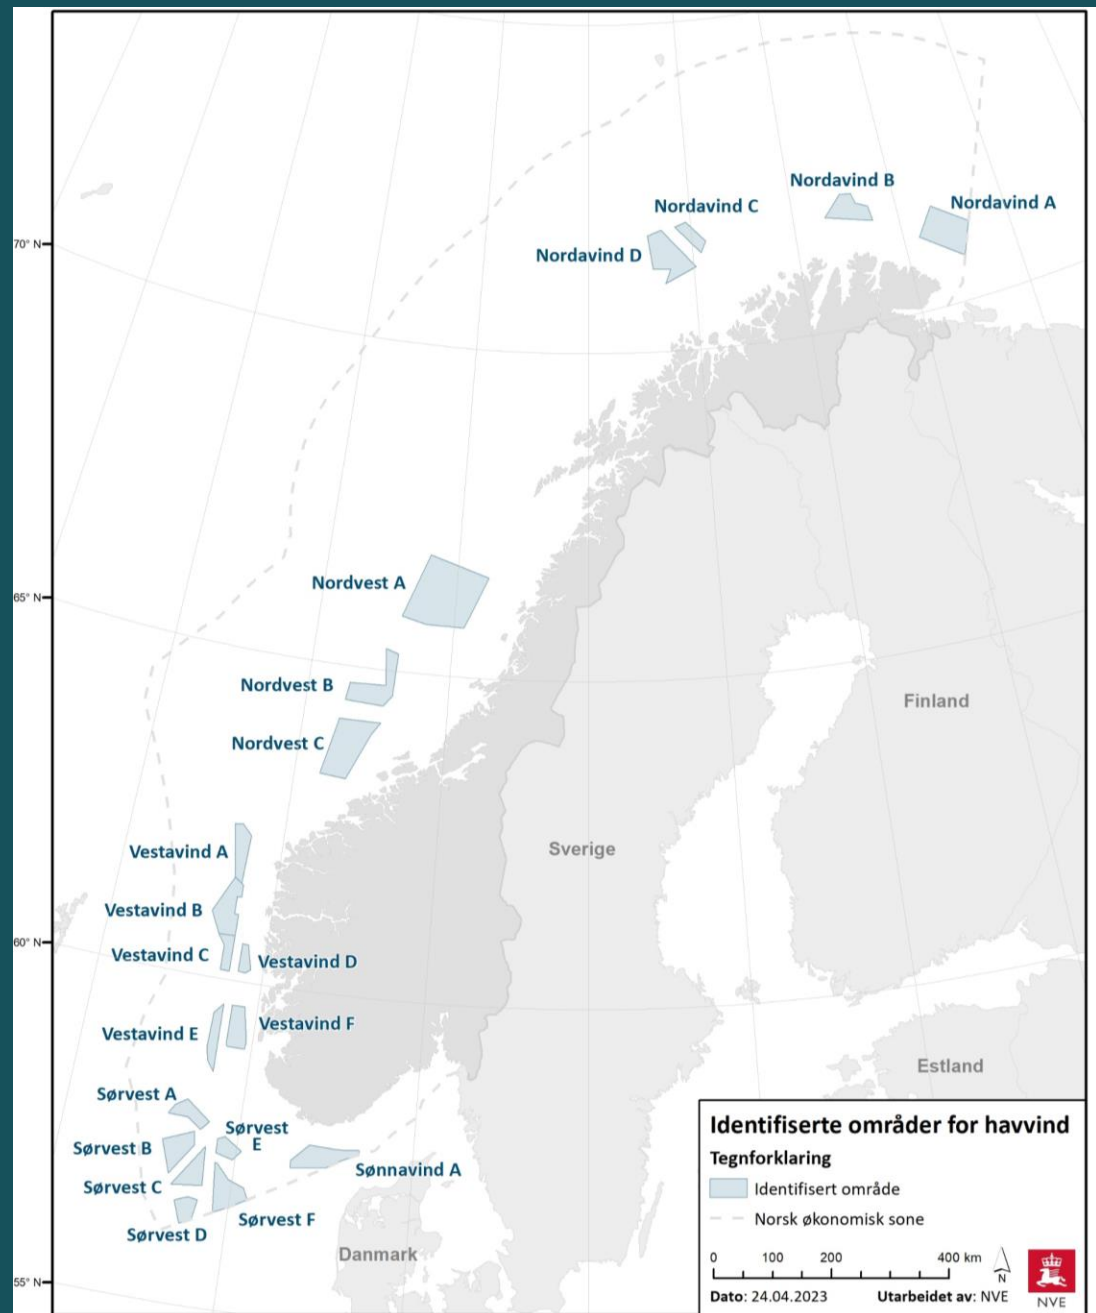 Nordavind B
Nordavind A
Nordavind C
70° N
Nordavind D
Nordvest A
65° N
Nordvest B
Finland
Nordvest C
Sverige
Vestavind A
Vestavind B
60° N
Vestavind C
Vestavind D
Vestavind E
Vestavind F
Estland
Sørvest A
Sørvest
E
Sørvest B
Sønnavind A
Sørvest C
Sørvest F
Sørvest D
Danmark
55° N
Identifiserte områder for havvind
Tegnforklaring
Identifisert område
Norsk økonomisk sone
0 100 200 400 km
N
Dato: 24.04.2023 Utarbeidet av: NVE
NVE